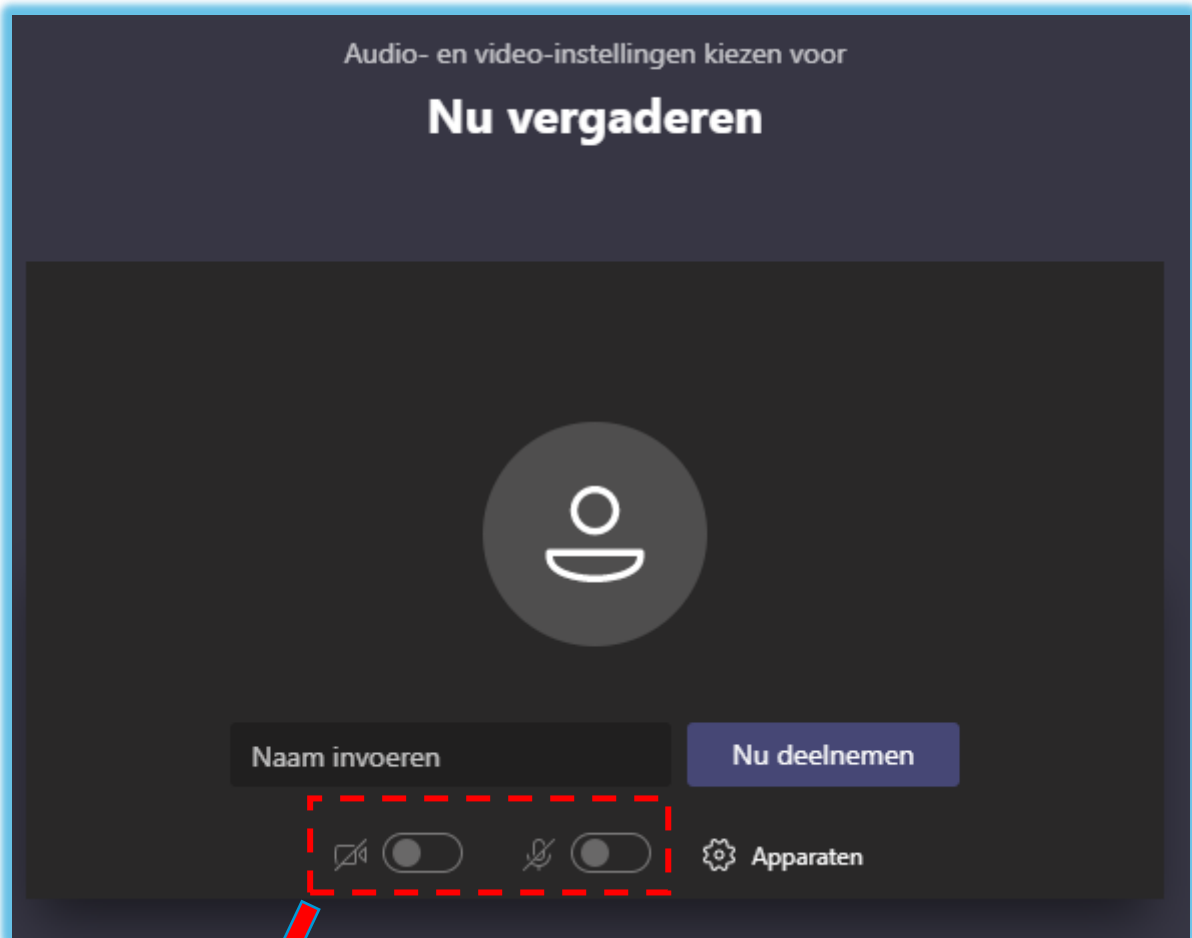 Audio- en video-instellingen kiezen voor
Nu vergaderen
Naam invoeren
Nu deelnemen
Apparaten